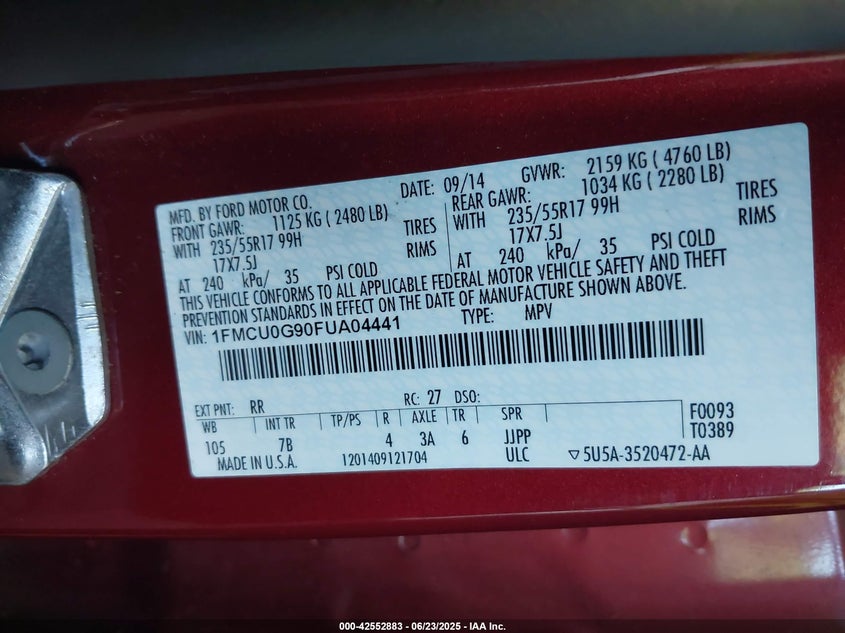 MFD. BY FORD MOTOR CO. DATE: 09/14 GVWR: 2159 KG ( 4760 LB)
FRONT GAWR: 1125 KG ( 2480 LB) REAR GAWR: 1034 KG ( 2280 LB)
WITH 235/55R17 99H TIRES WITH 235/55R17 99H TIRES
17X7.5J RIMS 17X7.5J RIMS
AT 240 kPa/ 35 PSI COLD AT 240 kPa/ 35 PSI COLD
THIS VEHICLE CONFORMS TO ALL APPLICABLE FEDERAL MOTOR VEHICLE SAFETY AND THEFT
PREVENTION STANDARDS IN EFFECT ON THE DATE OF MANUFACTURE SHOWN ABOVE.
VIN: 1FMCU0G90FUA04441 TYPE: MPV
EXT PNT: RR RC: 27 DSO:
WB INT TR TP/PS R AXLE TR SPR F0093
105 7B 4 3A 6 JJPP T0389
MADE IN U.S.A. 1201409121704 ULC ▽5U5A-3520472-AA
000-42552883 - 06/23/2025 - IAA Inc.